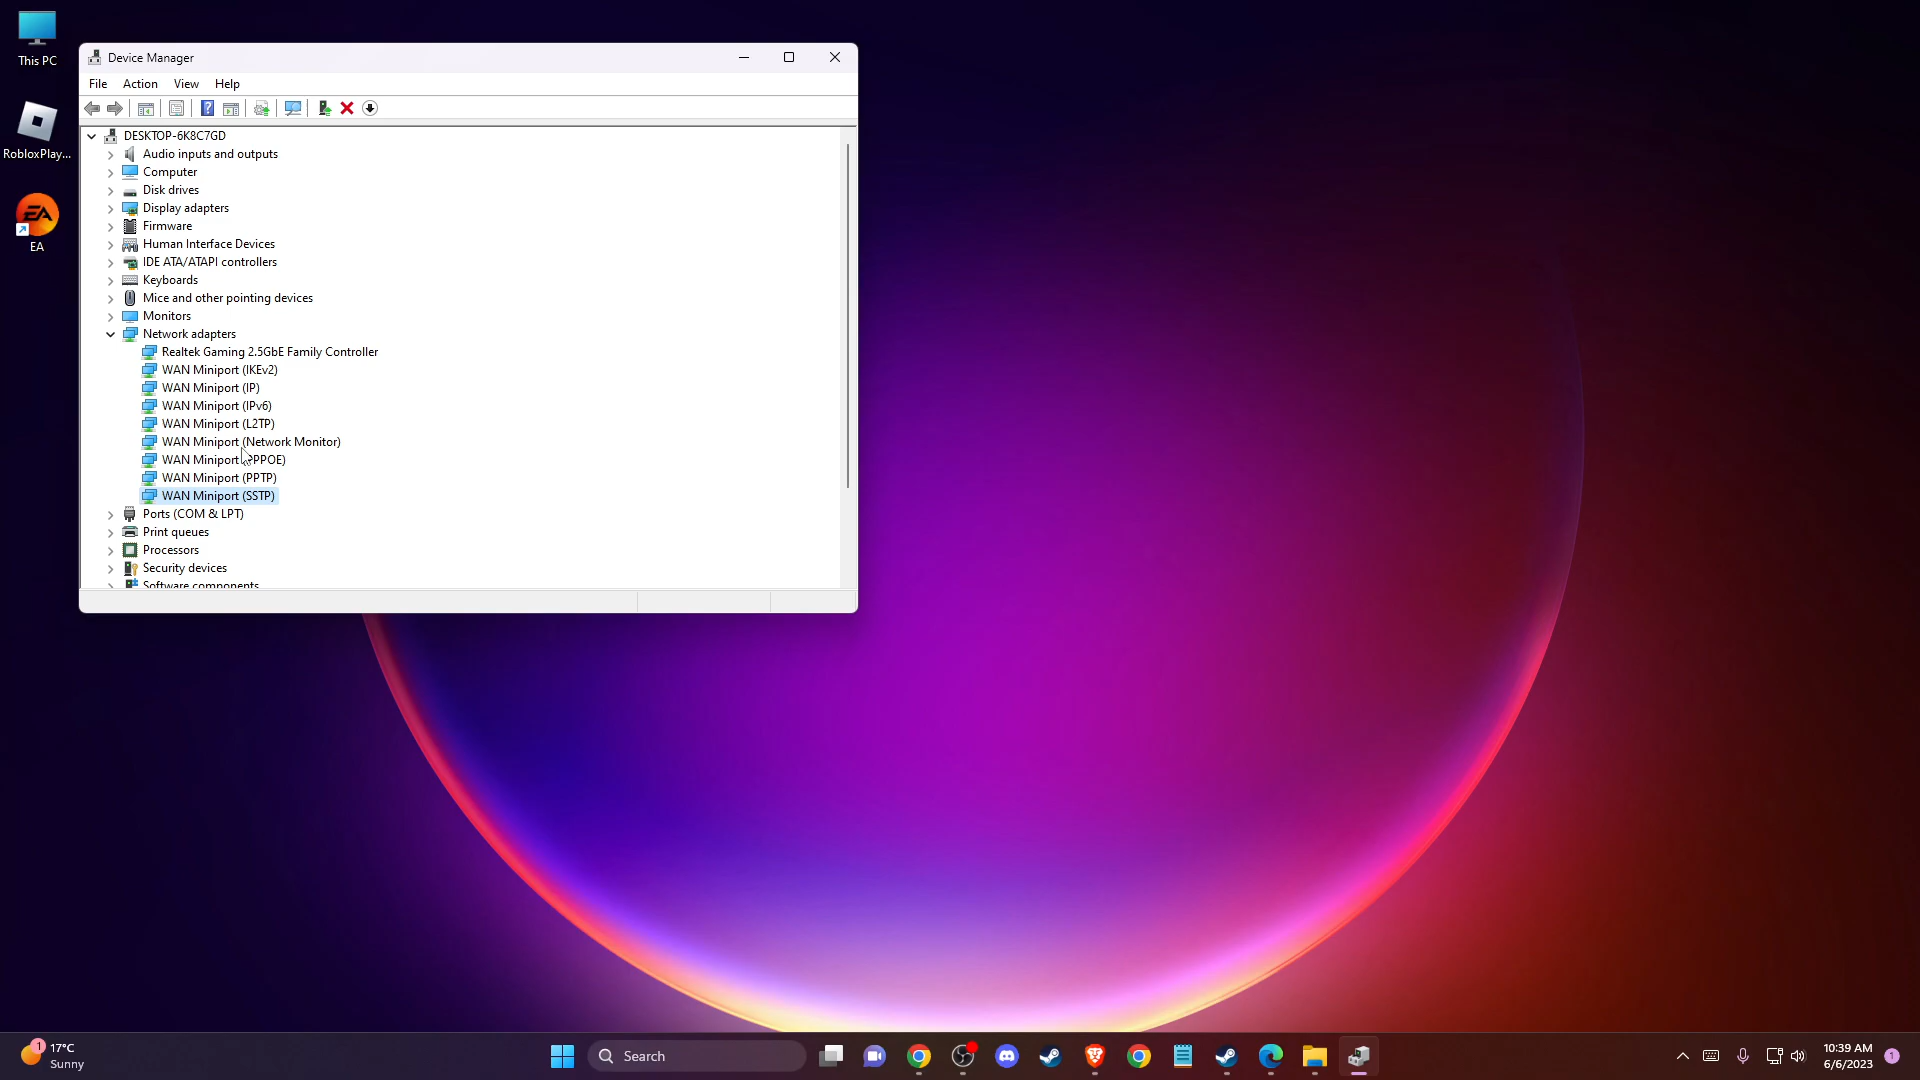 This PC
RobloxPlay...
EA
Device Manager
File Action View Help
DESKTOP-6K8C7GD
Audio inputs and outputs
Computer
Disk drives
Display adapters
Firmware
Human Interface Devices
IDE ATA/ATAPI controllers
Keyboards
Mice and other pointing devices
Monitors
Network adapters
Realtek Gaming 2.5GbE Family Controller
WAN Miniport (IKEv2)
WAN Miniport (IP)
WAN Miniport (IPv6)
WAN Miniport (L2TP)
WAN Miniport (Network Monitor)
WAN Miniport (PPPOE)
WAN Miniport (PPTP)
WAN Miniport (SSTP)
Ports (COM & LPT)
Print queues
Processors
Security devices
Software components
1
17°C
Sunny
Search
10:39 AM
6/6/2023
1